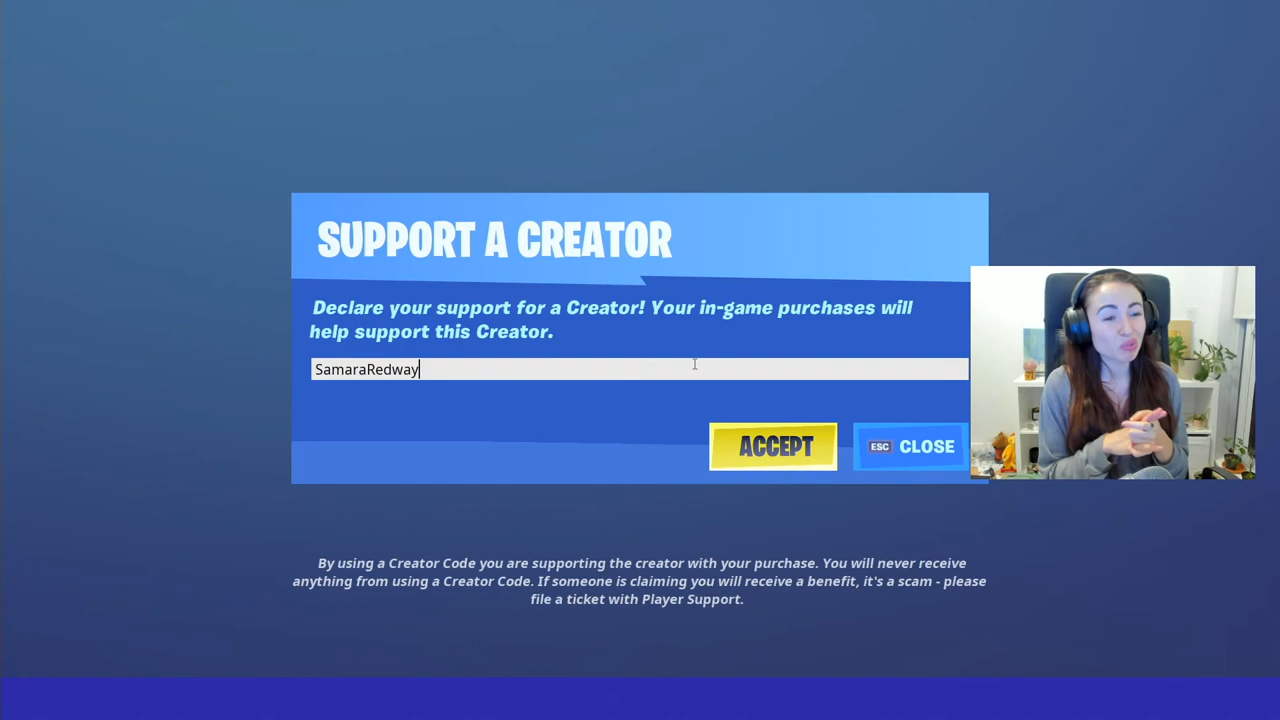 SUPPORT A CREATOR
Declare your support for a Creator! Your in-game purchases will
help support this Creator.
SamaraRedway
ACCEPT
ESC CLOSE
By using a Creator Code you are supporting the creator with your purchase. You will never receive
anything from using a Creator Code. If someone is claiming you will receive a benefit, it's a scam - please
file a ticket with Player Support.